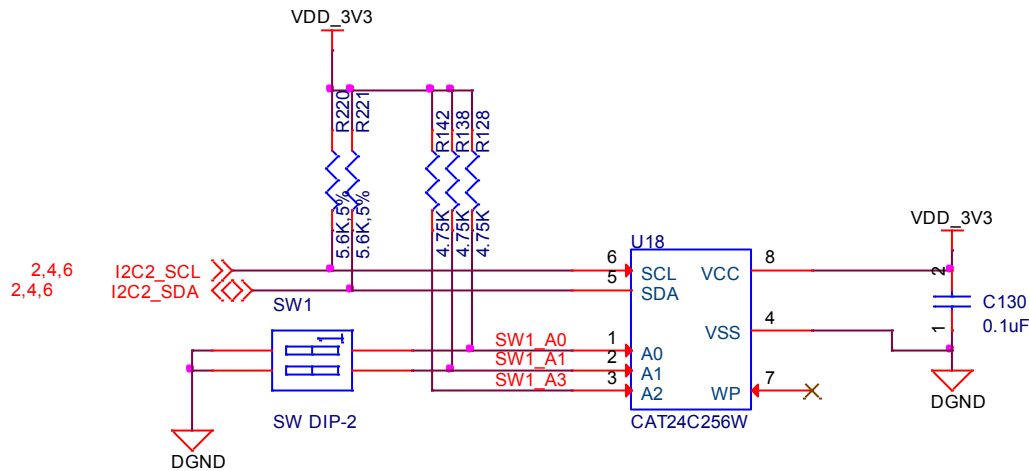 VDD_3V3
R220
R221
R142
R138
R128
5.6K,5%
5.6K,5%
4.75K
4.75K
4.75K
VDD_3V3
U18
2,4,6 I2C2_SCL 6 SCL VCC 8 2
2,4,6 I2C2_SDA 5 SDA
SW1 C130
4 VSS 1 0.1uF
1 SW1_A0 1 A0
SW1_A1 2 A1
SW1_A3 3 A2 WP 7
DGND
SW DIP-2 CAT24C256W
DGND